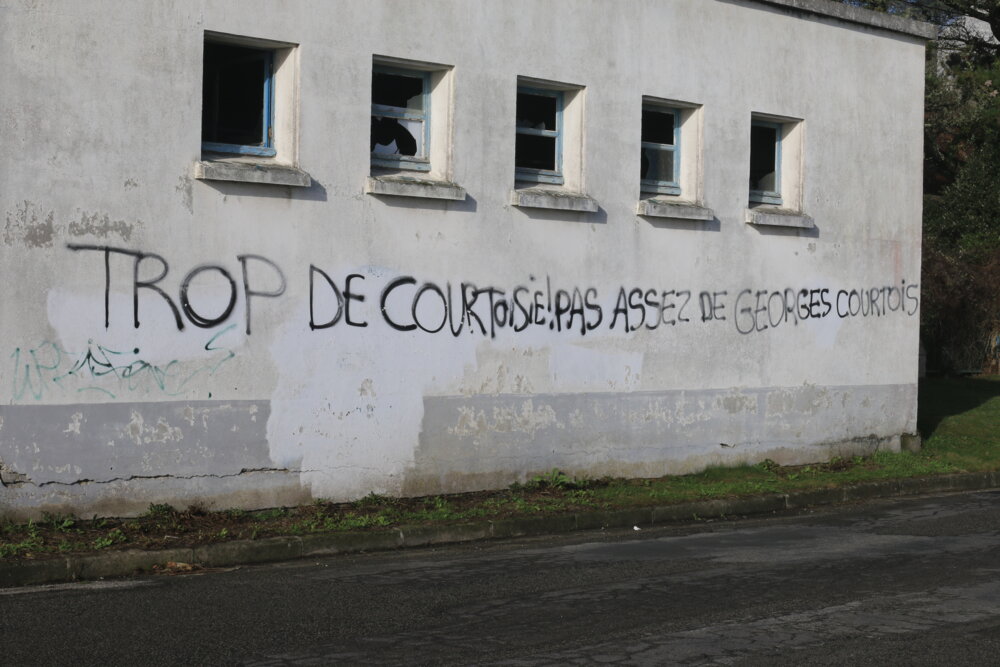 TROP DE COURTOISIE! PAS ASSEZ DE GEORGES COURTOIS